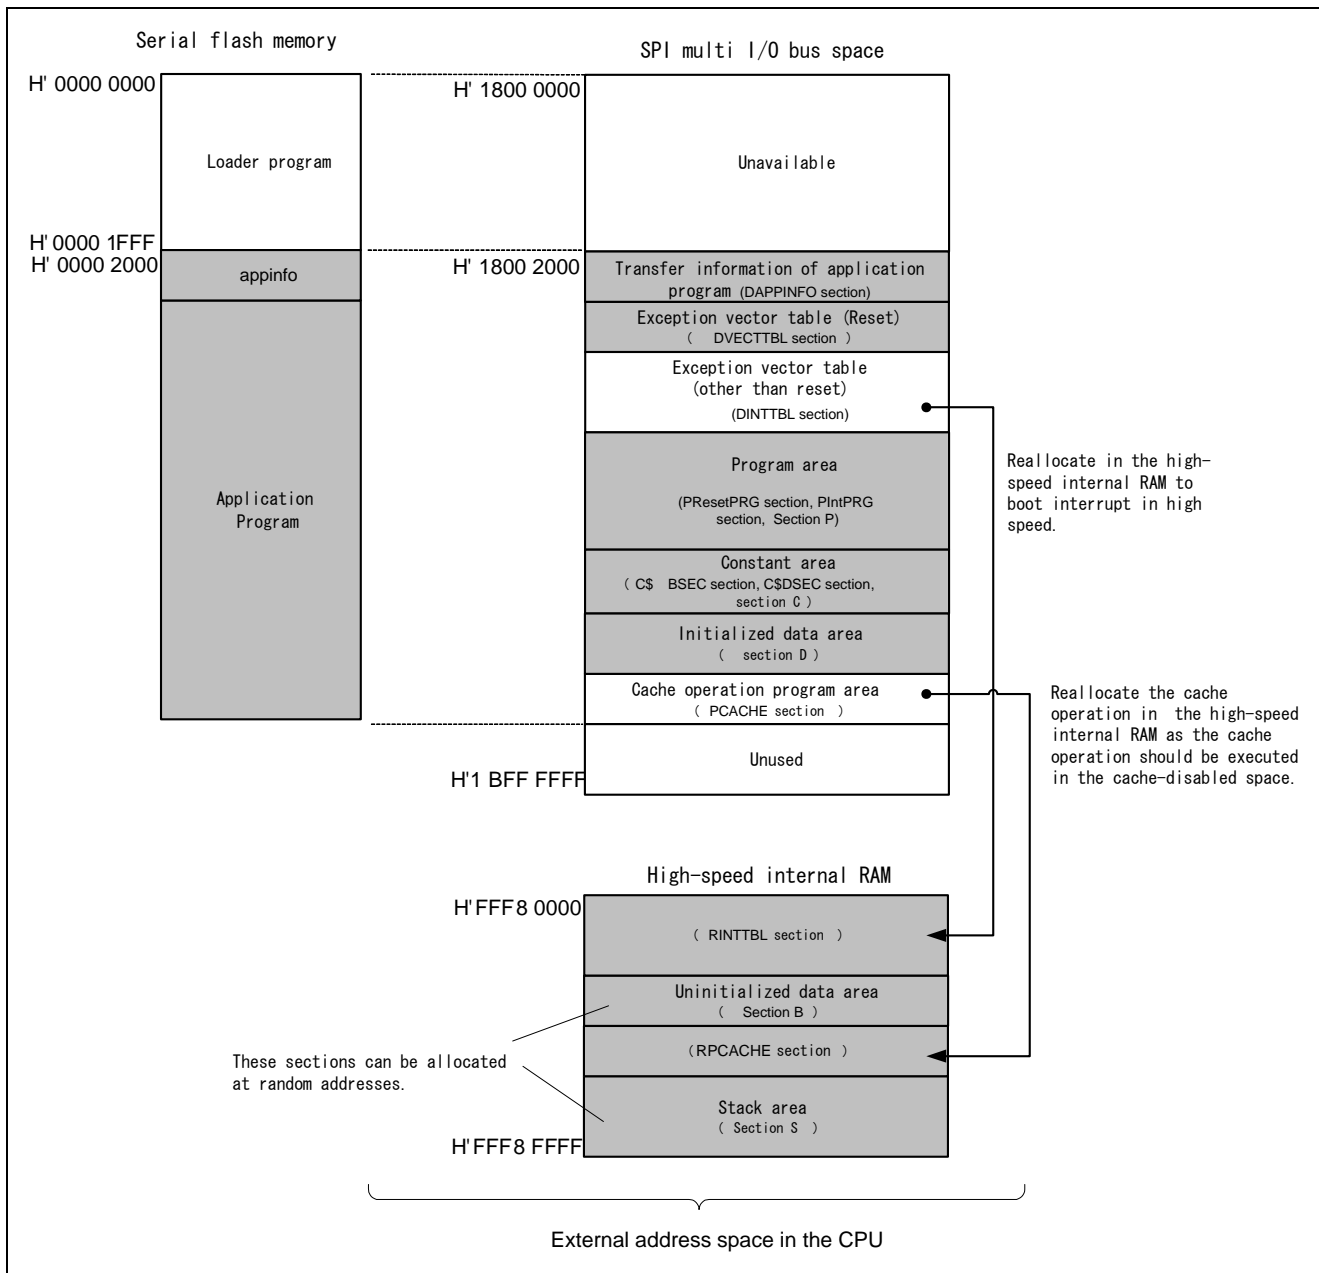 Serial flash memory
SPI multi I/O bus space
H' 0000 0000
H' 1800 0000
Loader program
Unavailable
H' 0000 1FFF
H' 0000 2000
H' 1800 2000
appinfo
Transfer information of application
program (DAPPINFO section)
Exception vector table (Reset)
( DVECTTBL section )
Exception vector table
(other than reset)
(DINTTBL section)
Program area
(PResetPRG section, PIntPRG
section, Section P)
Application
Program
Reallocate in the high-
speed internal RAM to
boot interrupt in high
speed.
Constant area
( C$ BSEC section, C$DSEC section,
section C )
Initialized data area
( section D )
Cache operation program area
( PCACHE section )
Reallocate the cache
operation in the high-speed
internal RAM as the cache
operation should be executed
in the cache-disabled space.
Unused
H'1 BFF FFFF
High-speed internal RAM
H'FFF8 0000
( RINTTBL section )
Uninitialized data area
( Section B )
(RPCACHE section )
These sections can be allocated
at random addresses.
Stack area
( Section S )
H'FFF8 FFFF
External address space in the CPU